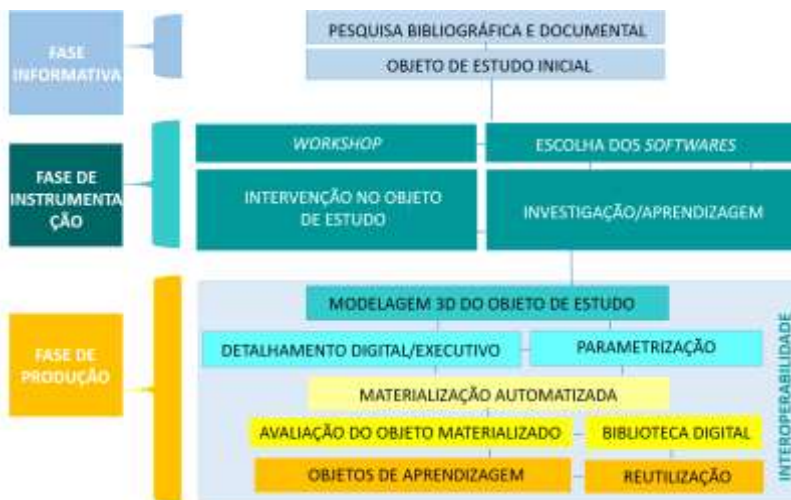 FASE
INFORMATIVA
PESQUISA BIBLIOGRÁFICA E DOCUMENTAL
OBJETO DE ESTUDO INICIAL
FASE DE
INSTRUMENTA
ÇÃO
WORKSHOP
ESCOLHA DOS SOFTWARES
INTERVENÇÃO NO OBJETO
DE ESTUDO
INVESTIGAÇÃO/APRENDIZAGEM
FASE DE
PRODUÇÃO
MODELAGEM 3D DO OBJETO DE ESTUDO
DETALHAMENTO DIGITAL/EXECUTIVO
PARAMETRIZAÇÃO
MATERIALIZAÇÃO AUTOMATIZADA
AVALIAÇÃO DO OBJETO MATERIALIZADO
BIBLIOTECA DIGITAL
OBJETOS DE APRENDIZAGEM
REUTILIZAÇÃO
INTEROPERABILIDADE